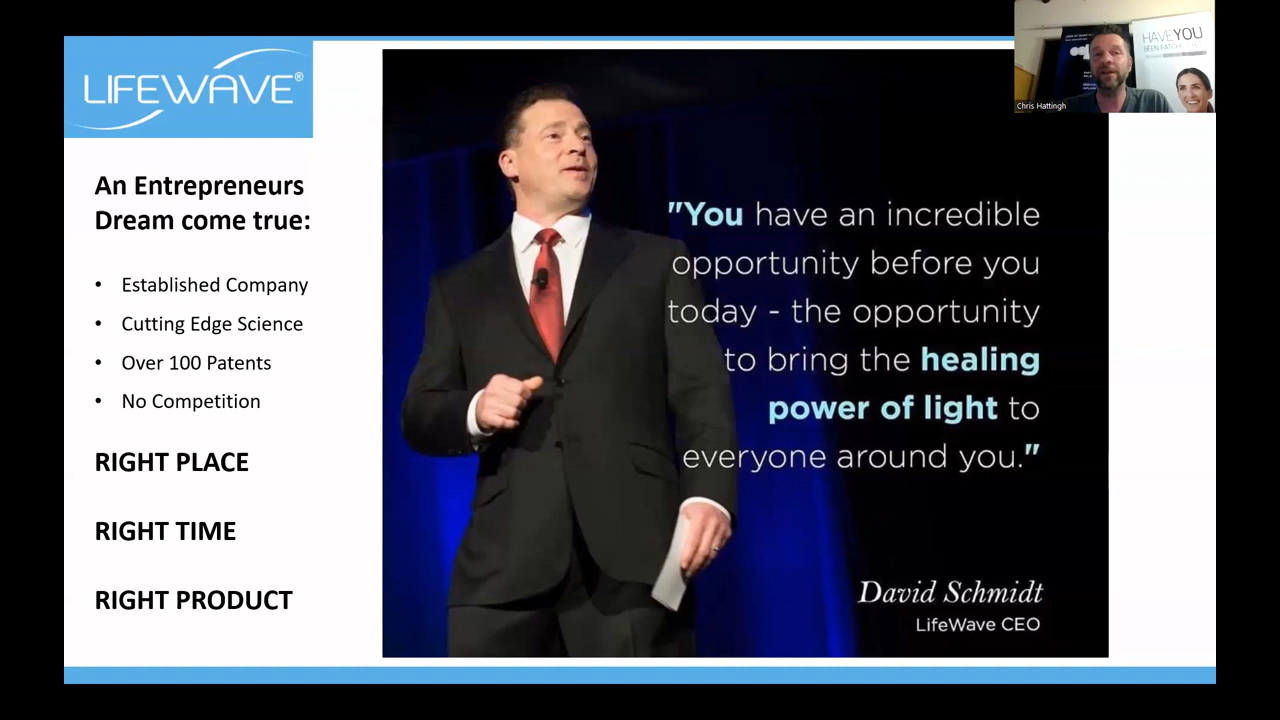 LIFEWAVE®
An Entrepreneurs
Dream come true:
• Established Company
• Cutting Edge Science
• Over 100 Patents
• No Competition
RIGHT PLACE
RIGHT TIME
RIGHT PRODUCT
"You have an incredible
opportunity before you
today - the opportunity
to bring the healing
power of light to
everyone around you."
David Schmidt
LifeWave CEO
HAVE YOU
BEEN
Chris Hattingh